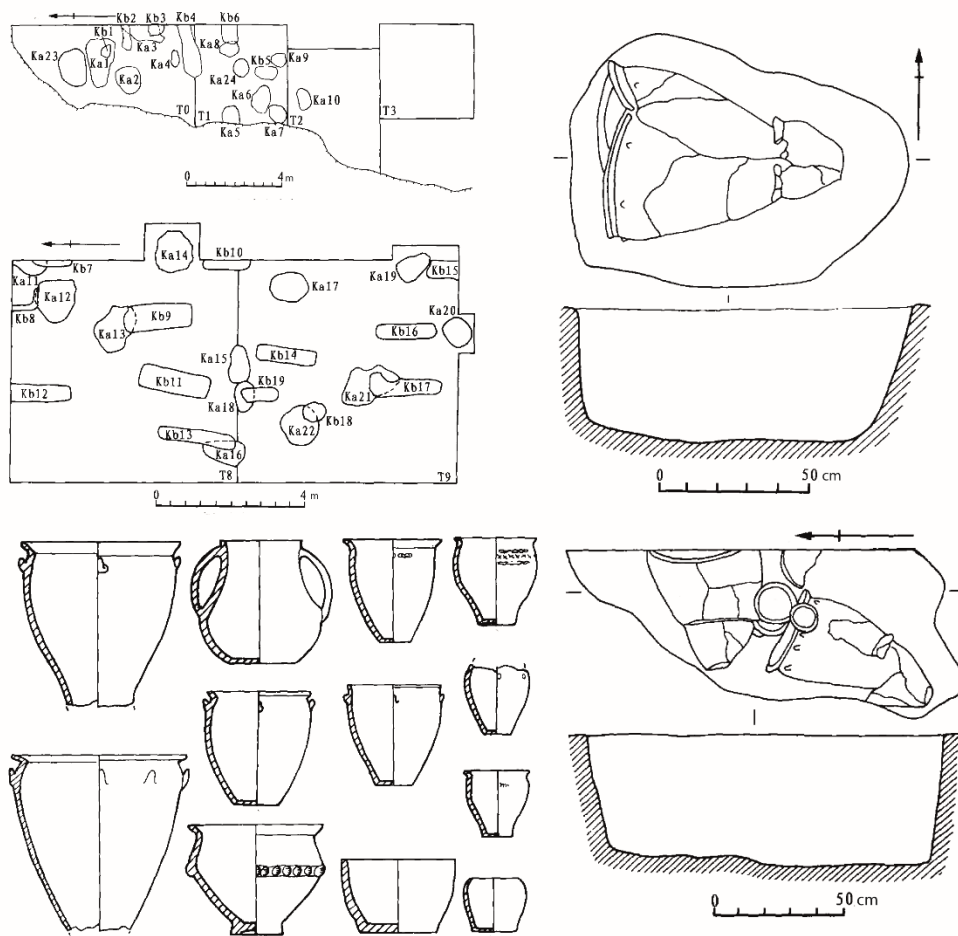 Kb2 Kb3 Kb4 Kb6
Kb1
Ka3
Ka8
Ka23
Ka1
Ka4
Kb5
Ka9
Ka2
Ka24
Ka6
Ka10
T0
T1
Ka5
Ka7
T2
T3
0 4 m
Ka14
Kb10
Kb7
Ka11
Ka12
Kb8
Ka13
Kb9
Ka17
Ka19
Kb15
Ka20
Kb16
Ka15
Kb14
Kb11
Kb12
Kb19
Ka18
Ka21
Kb17
Kb18
Ka22
Kb13
Ka16
T8
T9
0 4 m
0 50 cm
0 50 cm